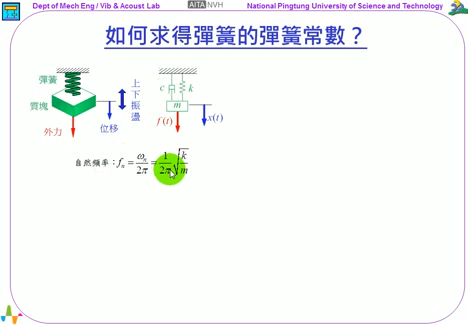 Dept of Mech Eng / Vib & Acoust Lab AITA NVH National Pingtung University of Science and Technology
如何求得彈簧的彈簧常數？
彈簧
質塊
外力
位移
上下振盪
c k
m
f(t)
x(t)
自然頻率：fₙ = ωₙ/2π = 1/2π √k/m